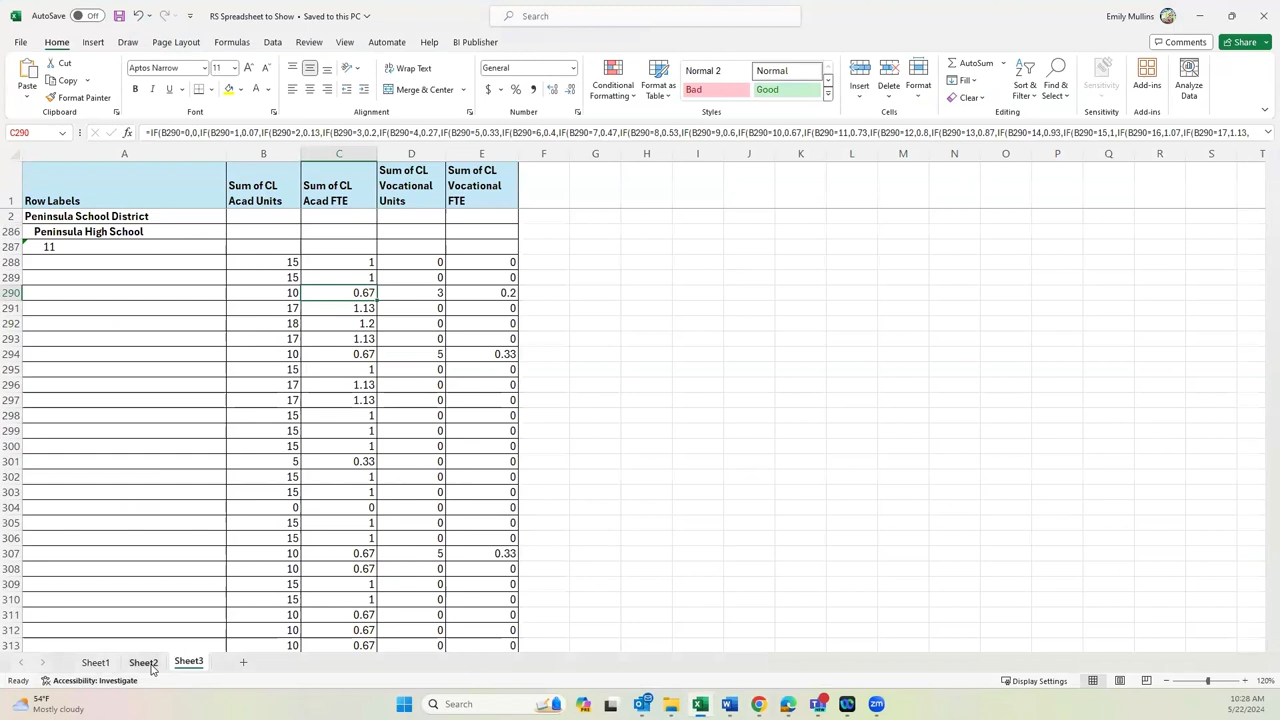 AutoSave Off RS Spreadsheet to Show • Saved to this PC Search Emily Mullins
File Home Insert Draw Page Layout Formulas Data Review View Automate Help BI Publisher Comments Share
Paste Cut Copy Format Painter Aptos Narrow 11 A A Wrap Text General Conditional Formatting Format as Table Normal 2 Normal Bad Good Insert Delete Format AutoSum Fill Clear Sort & Filter Find & Select Sensitivity Add-ins Analyze Data
B I U A Merge & Center $ % 9
Clipboard Font Alignment Number Styles Cells Editing Sensitivity Add-ins
C290 fx =IF(B290=0,0,IF(B290=1,0.07,IF(B290=2,0.13,IF(B290=3,0.2,IF(B290=4,0.27,IF(B290=5,0.33,IF(B290=6,0.4,IF(B290=7,0.47,IF(B290=8,0.53,IF(B290=9,0.6,IF(B290=10,0.67,IF(B290=11,0.73,IF(B290=12,0.8,IF(B290=13,0.87,IF(B290=14,0.93,IF(B290=15,1,IF(B290=16,1.07,IF(B290=17,1.13,
A B C D E F G H I J K L M N O P Q R S T
1 Row Labels Sum of CL Acad Units Sum of CL Acad FTE Sum of CL Vocational Units Sum of CL Vocational FTE
2 Peninsula School District
286 Peninsula High School
287 11
288 15 1 0 0
289 15 1 0 0
290 10 0.67 3 0.2
291 17 1.13 0 0
292 18 1.2 0 0
293 17 1.13 0 0
294 10 0.67 5 0.33
295 15 1 0 0
296 17 1.13 0 0
297 17 1.13 0 0
298 15 1 0 0
299 15 1 0 0
300 15 1 0 0
301 5 0.33 0 0
302 15 1 0 0
303 15 1 0 0
304 0 0 0 0
305 15 1 0 0
306 15 1 0 0
307 10 0.67 5 0.33
308 10 0.67 0 0
309 15 1 0 0
310 15 1 0 0
311 10 0.67 0 0
312 10 0.67 0 0
313 10 0.67 0 0
Sheet1 Sheet2 Sheet3
Ready Accessibility: Investigate Display Settings 120%
54°F
Mostly cloudy
Search
10:28 AM
5/22/2024